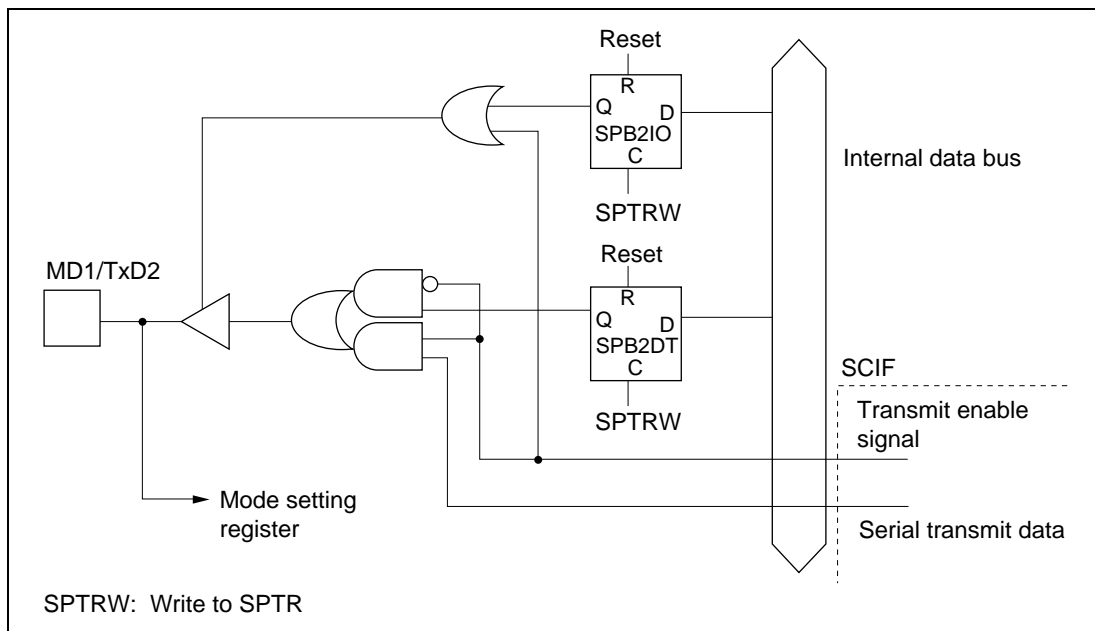 Reset
R
Q
D
SPB2IO
C
Internal data bus
SPTRW
Reset
MD1/TxD2
R
Q
D
SPB2DT
C
SCIF
SPTRW
Transmit enable
signal
Mode setting
register
Serial transmit data
SPTRW: Write to SPTR